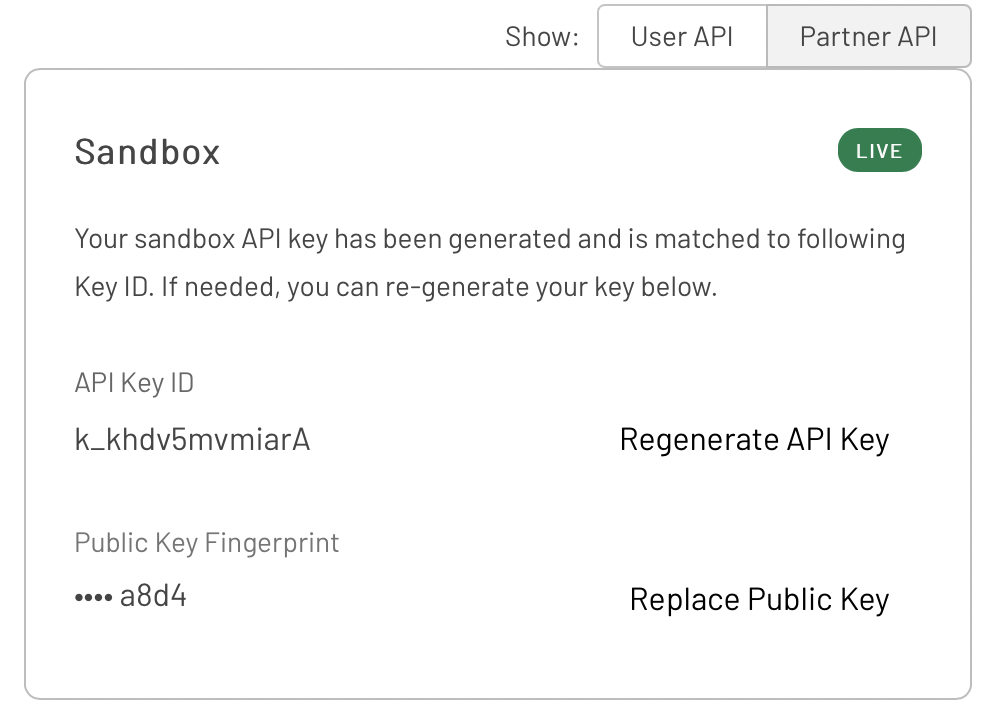 Show: User API Partner API
Sandbox LIVE
Your sandbox API key has been generated and is matched to following
Key ID. If needed, you can re-generate your key below.
API Key ID
k_khdv5mvmiarA Regenerate API Key
Public Key Fingerprint
•••• a8d4 Replace Public Key